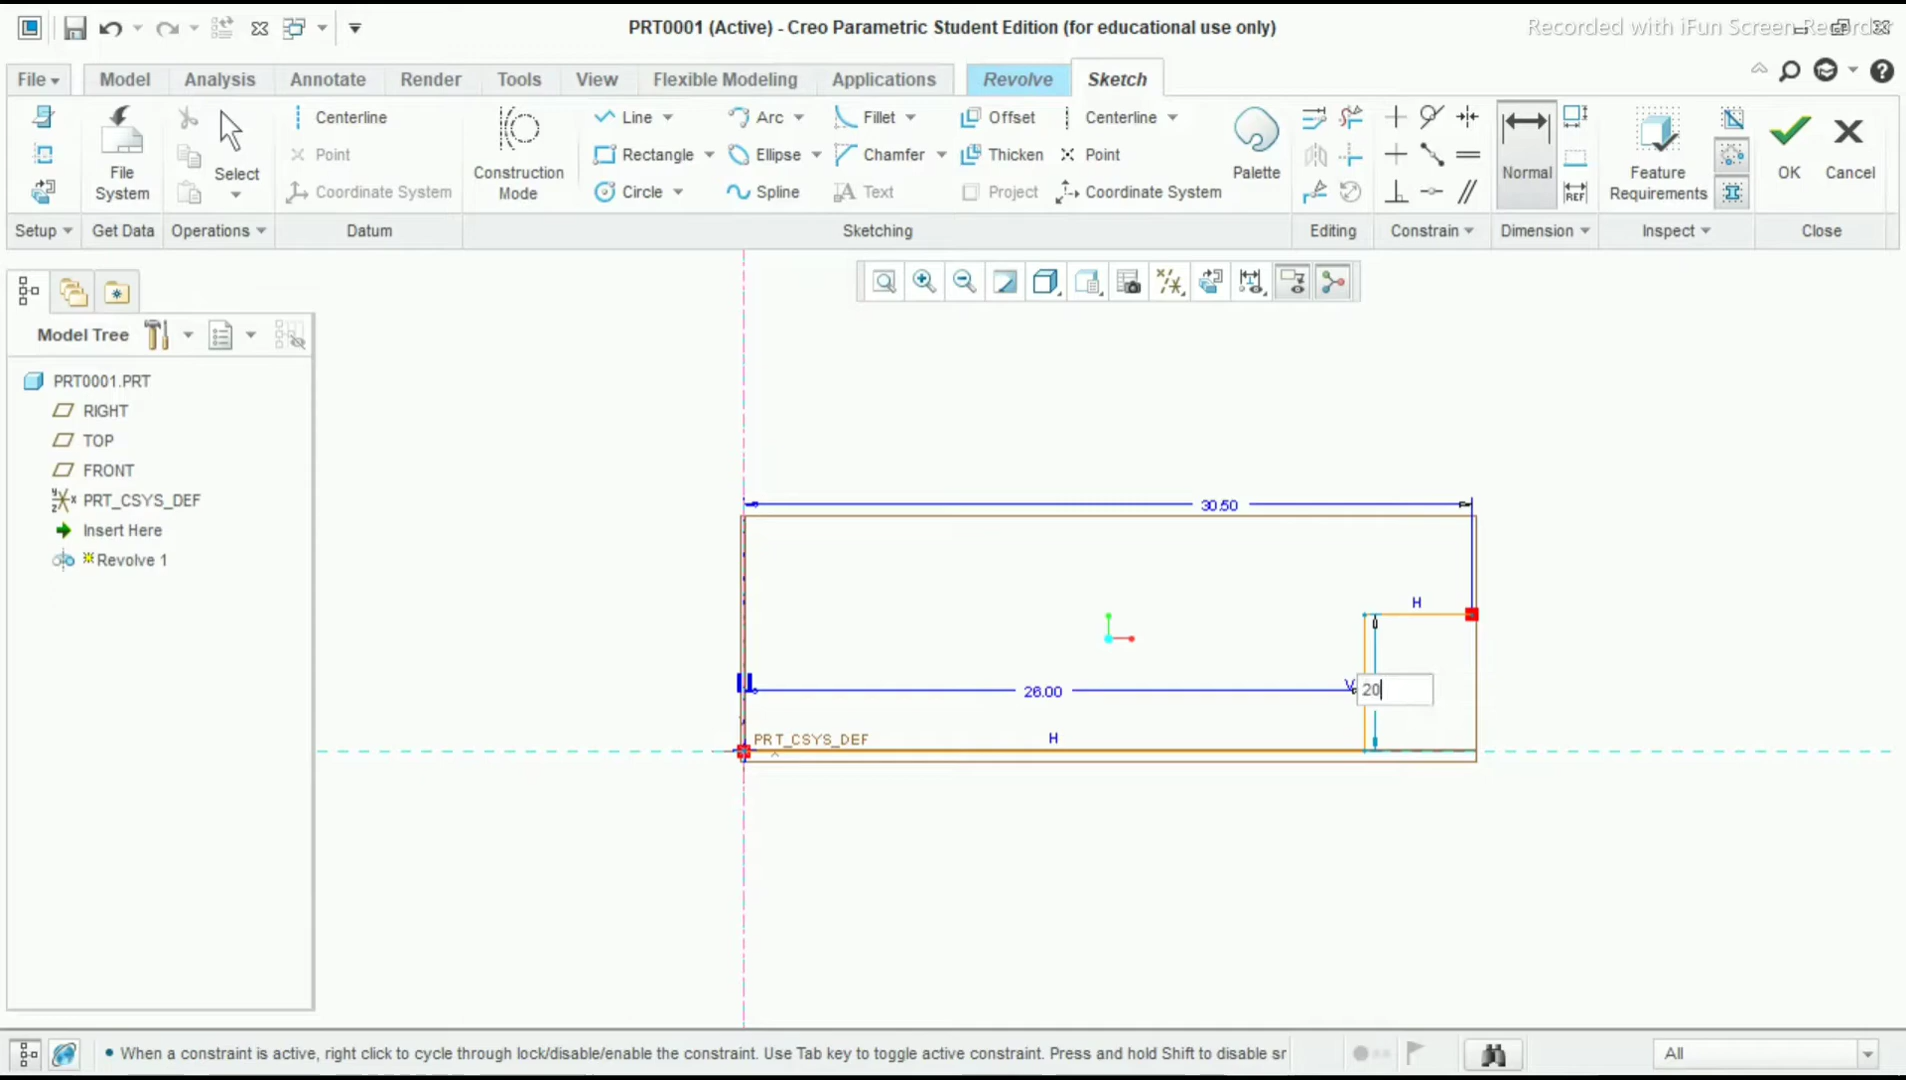 PRT0001 (Active) - Creo Parametric Student Edition (for educational use only)
Recorded with iFun Screen Recorder
File Model Analysis Annotate Render Tools View Flexible Modeling Applications Revolve Sketch
Centerline Line Arc Fillet Offset Centerline
Point Rectangle Ellipse Chamfer Thicken Point
Coordinate System Circle Spline Text Project Coordinate System
File System
Select
Construction Mode
Palette
Normal
REF
Feature Requirements
OK
Cancel
Setup Get Data Operations Datum Sketching Editing Constrain Dimension Inspect Close
Model Tree
PRT0001.PRT
RIGHT
TOP
FRONT
PRT_CSYS_DEF
Insert Here
Revolve 1
30.50
H
V
20
26.00
PRT_CSYS_DEF
H
When a constraint is active, right click to cycle through lock/disable/enable the constraint. Use Tab key to toggle active constraint. Press and hold Shift to disable sr
All